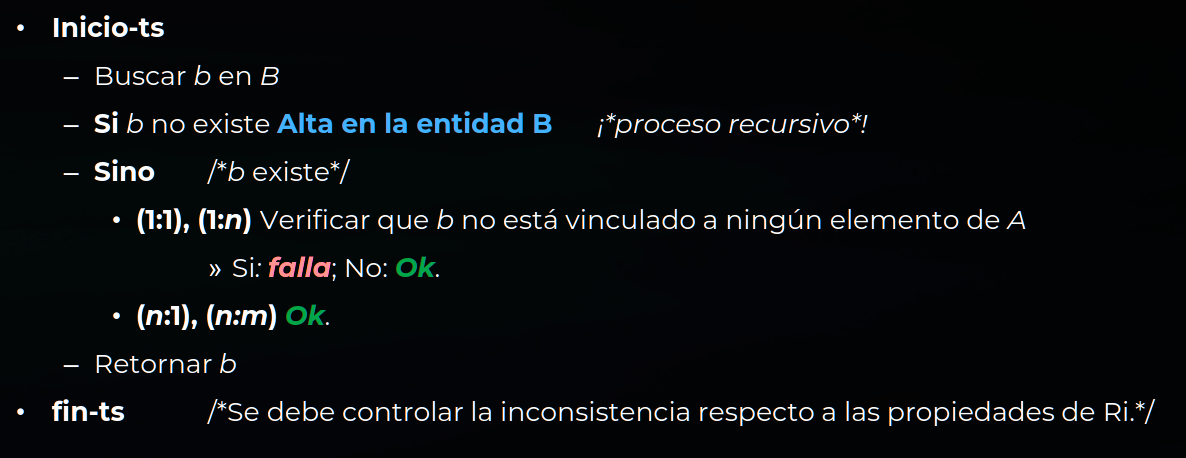 • Inicio-ts
– Buscar b en B
– Si b no existe Alta en la entidad B ¡*proceso recursivo*!
– Sino /*b existe*/
• (1:1), (1:n) Verificar que b no está vinculado a ningún elemento de A
» Si: falla; No: Ok.
• (n:1), (n:m) Ok.
– Retornar b
• fin-ts /*Se debe controlar la inconsistencia respecto a las propiedades de Ri.*/